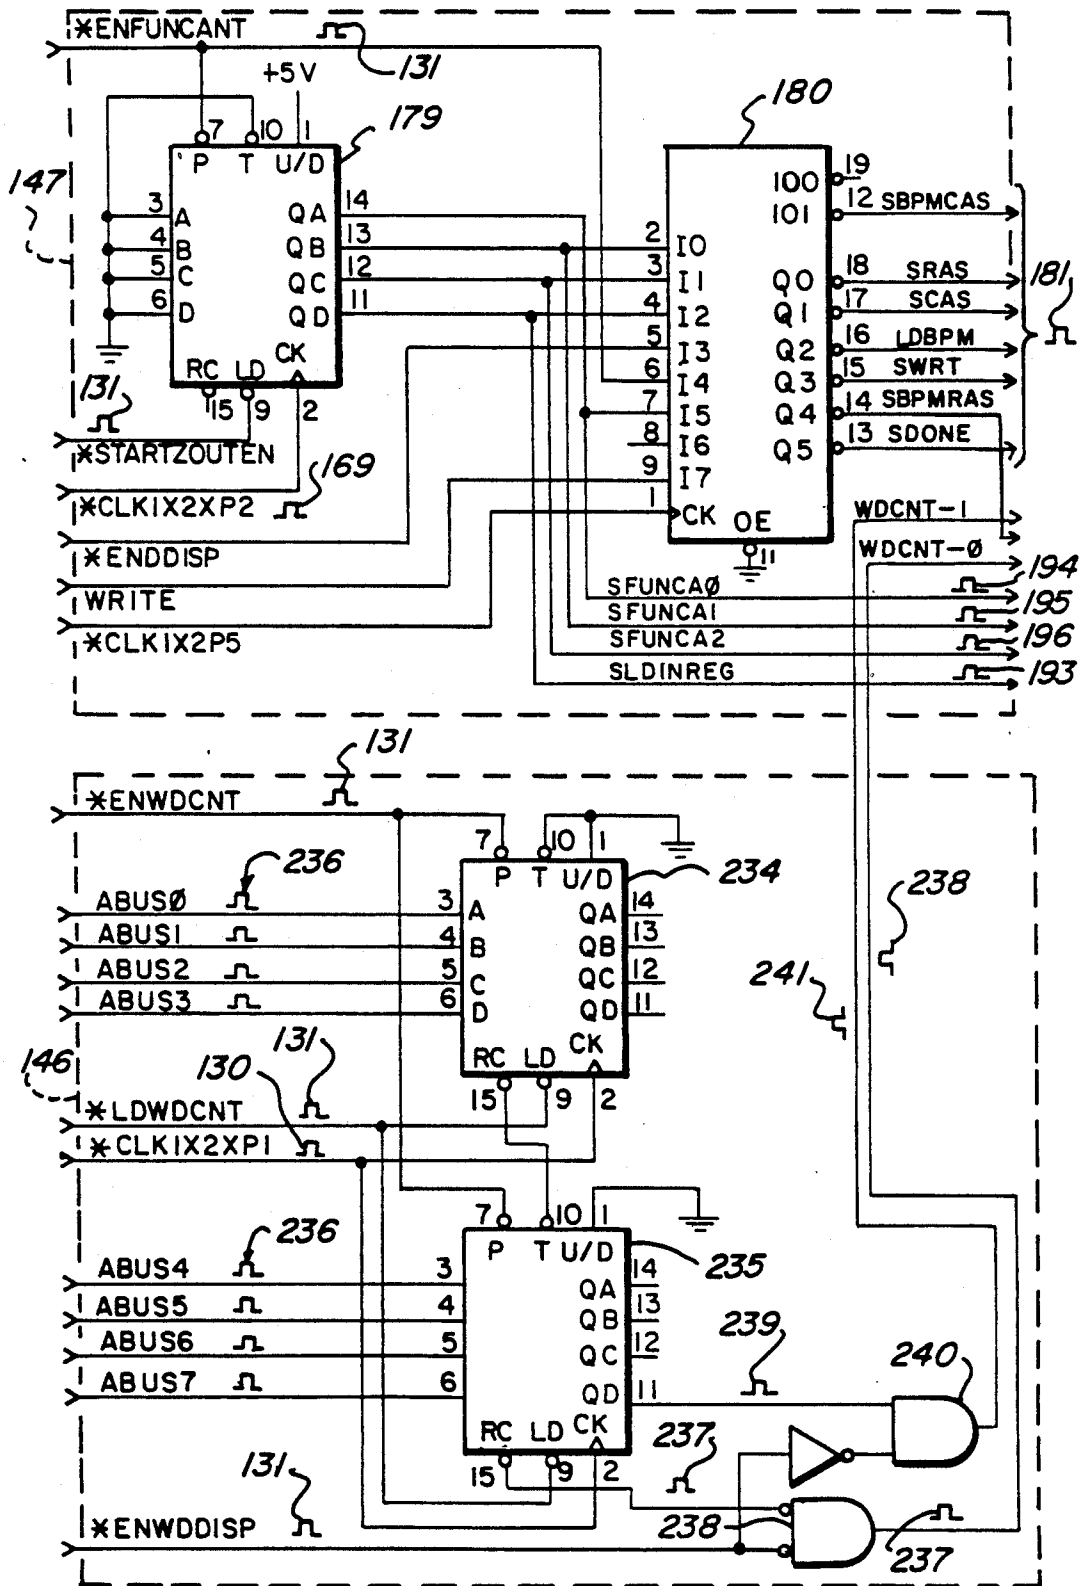 *ENFUNCANT
131
+5V
180
179
7 10 1
P T U/D
147
3 A QA 14
4 B QB 13
5 C QC 12
6 D QD 11
RC LD CK
15 9 2
131
*STARTZOUTEN
169
*CLK1X2XP2
*ENDDISP
WRITE
*CLK1X2P5
2 I0
3 I1
4 I2
5 I3
6 I4
7 I5
8 I6
9 I7
1 CK
OE
11
IO0 19
IO1 12 SBPMCAS
Q0 18 SRAS
Q1 17 SCAS
Q2 16 LDBPM
Q3 15 SWRT
Q4 14 SBPMRAS
Q5 13 SDONE
181
WDCNT-1
WDCNT-0
SFUNCA0 194
SFUNCA1 195
SFUNCA2 196
SLDINREG 193
131
*ENWDCNT
7 10 1
P T U/D
234
236
ABUS0 3 A QA 14
ABUS1 4 B QB 13
ABUS2 5 C QC 12
ABUS3 6 D QD 11
RC LD CK
15 9 2
238
241
146
130
131
*LDWDCNT
*CLK1X2XP1
7 10 1
P T U/D
235
236
ABUS4 3 QA 14
ABUS5 4 QB 13
ABUS6 5 QC 12
ABUS7 6 QD 11
RC LD CK
15 9 2
239
240
237
131
*ENWDDISP
238
237